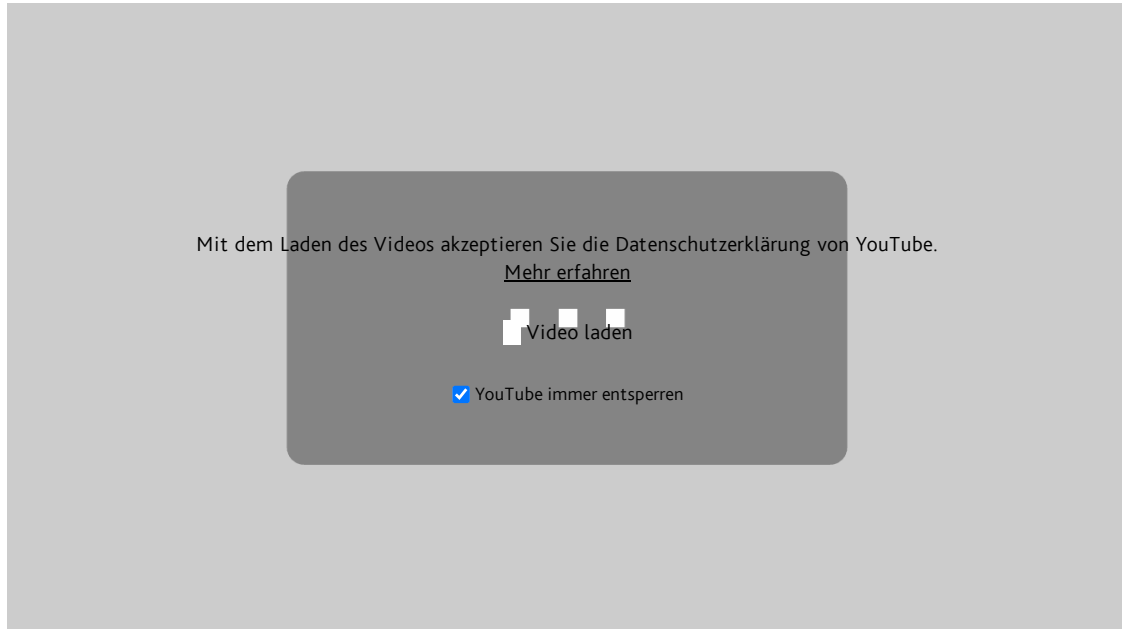 Mit dem Laden des Videos akzeptieren Sie die Datenschutzerklärung von YouTube.
Mehr erfahren
Video laden
YouTube immer entsperren